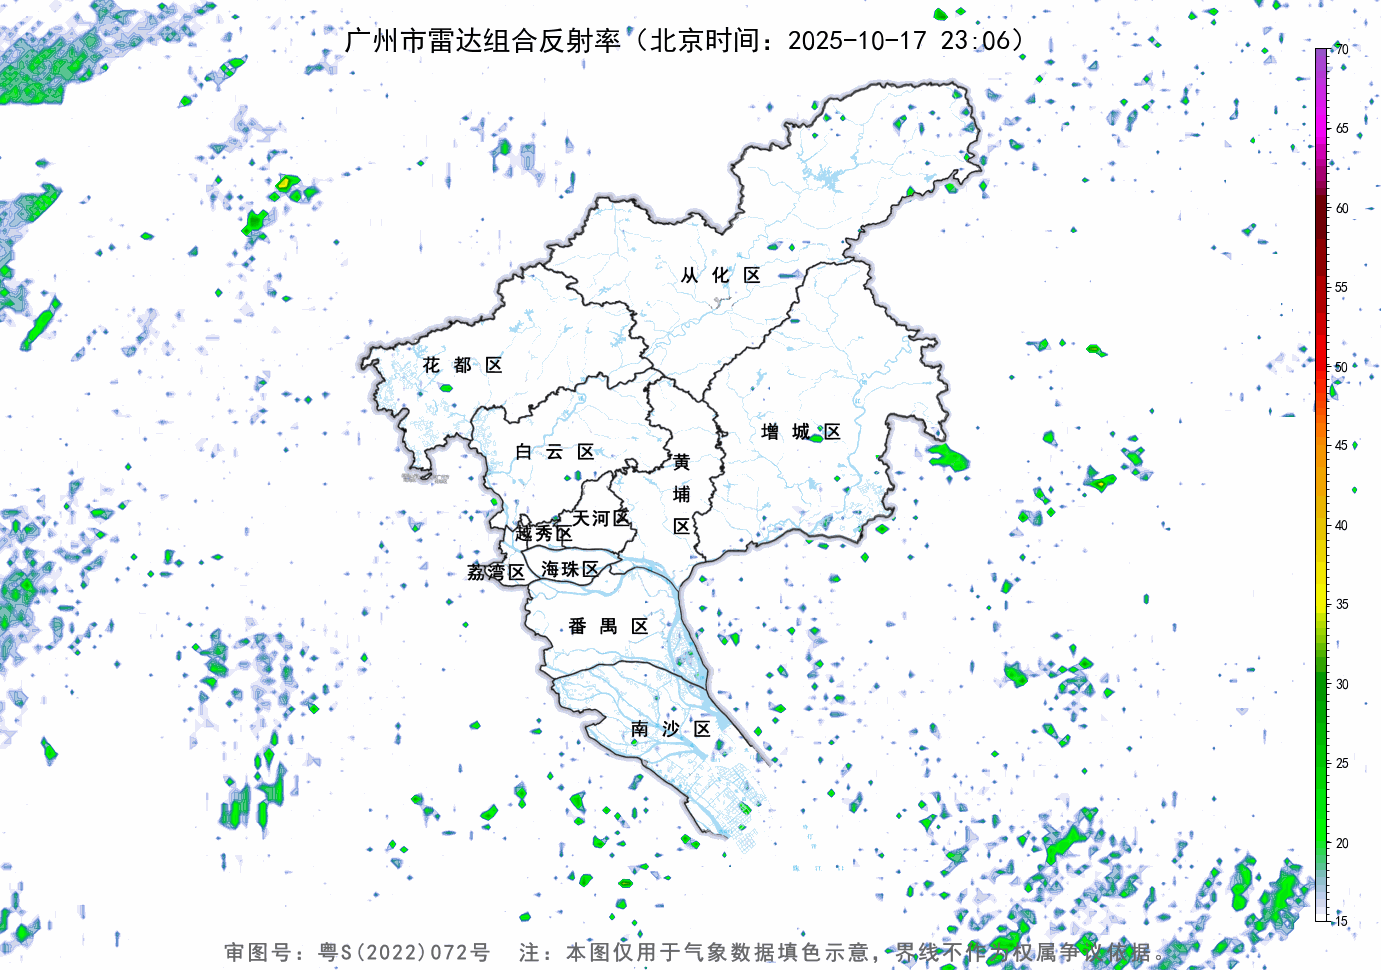 广州市雷达组合反射率（北京时间：2025-10-17 23:06）
70
65
60
55
50
45
40
35
30
25
20
15
从化区
花都区
增城区
白云区
黄埔区
天河区
越秀区
荔湾区
海珠区
番禺区
南沙区
审图号：粤S(2022)072号 注：本图仅用于气象数据填色示意，界线不作为权属争议依据。